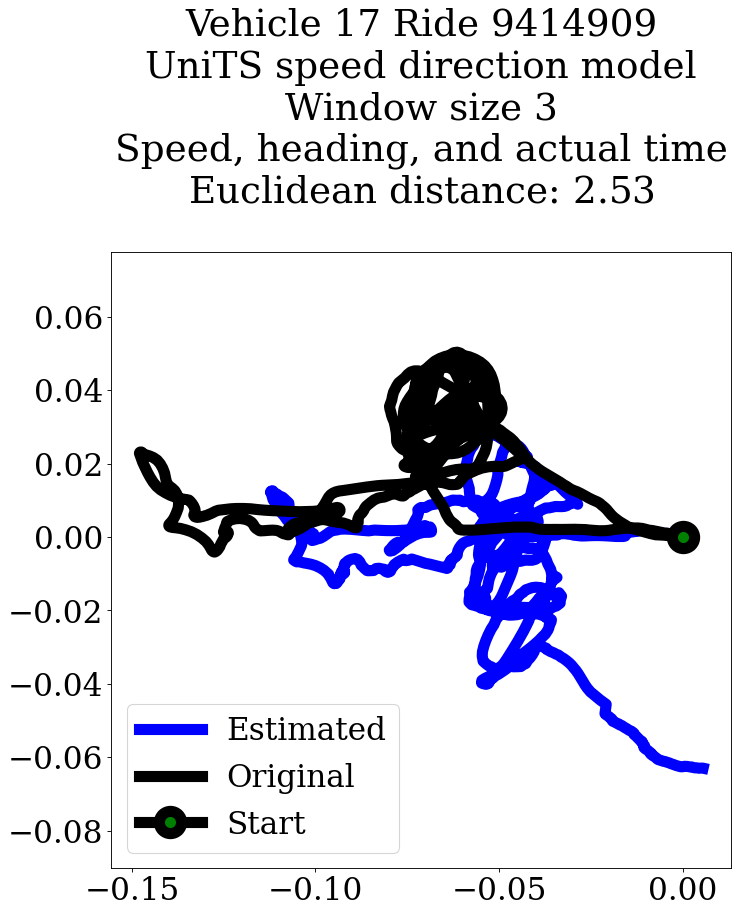 Vehicle 17 Ride 9414909
UniTS speed direction model
Window size 3
Speed, heading, and actual time
Euclidean distance: 2.53
0.06
0.04
0.02
0.00
−0.02
−0.04
−0.06
−0.08
Estimated
Original
Start
−0.15
−0.10
−0.05
0.00